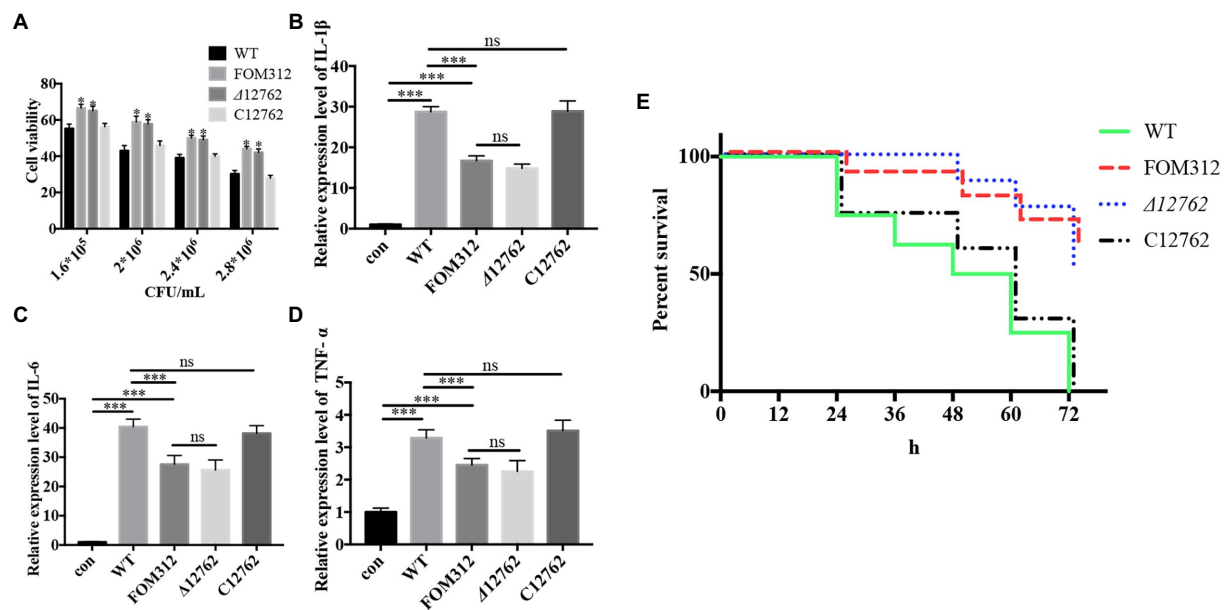 A
WT
FOM312
Δ12762
C12762
Cell viability
80
60
40
20
0
1.6*10⁵
2*10⁶
2.4*10⁶
2.8*10⁶
CFU/mL
* * * * * * * *
B
Relative expression level of IL-1β
40
30
20
10
0
ns
***
***
***
ns
con
WT
FOM312
Δ12762
C12762
C
Relative expression level of IL-6
50
40
30
20
10
0
ns
***
***
***
ns
con
WT
FOM312
Δ12762
C12762
D
Relative expression level of TNF- α
5
4
3
2
1
0
ns
***
***
***
ns
con
WT
FOM312
Δ12762
C12762
E
WT
FOM312
Δ12762
C12762
Percent survival
100
50
0
0 12 24 36 48 60 72
h